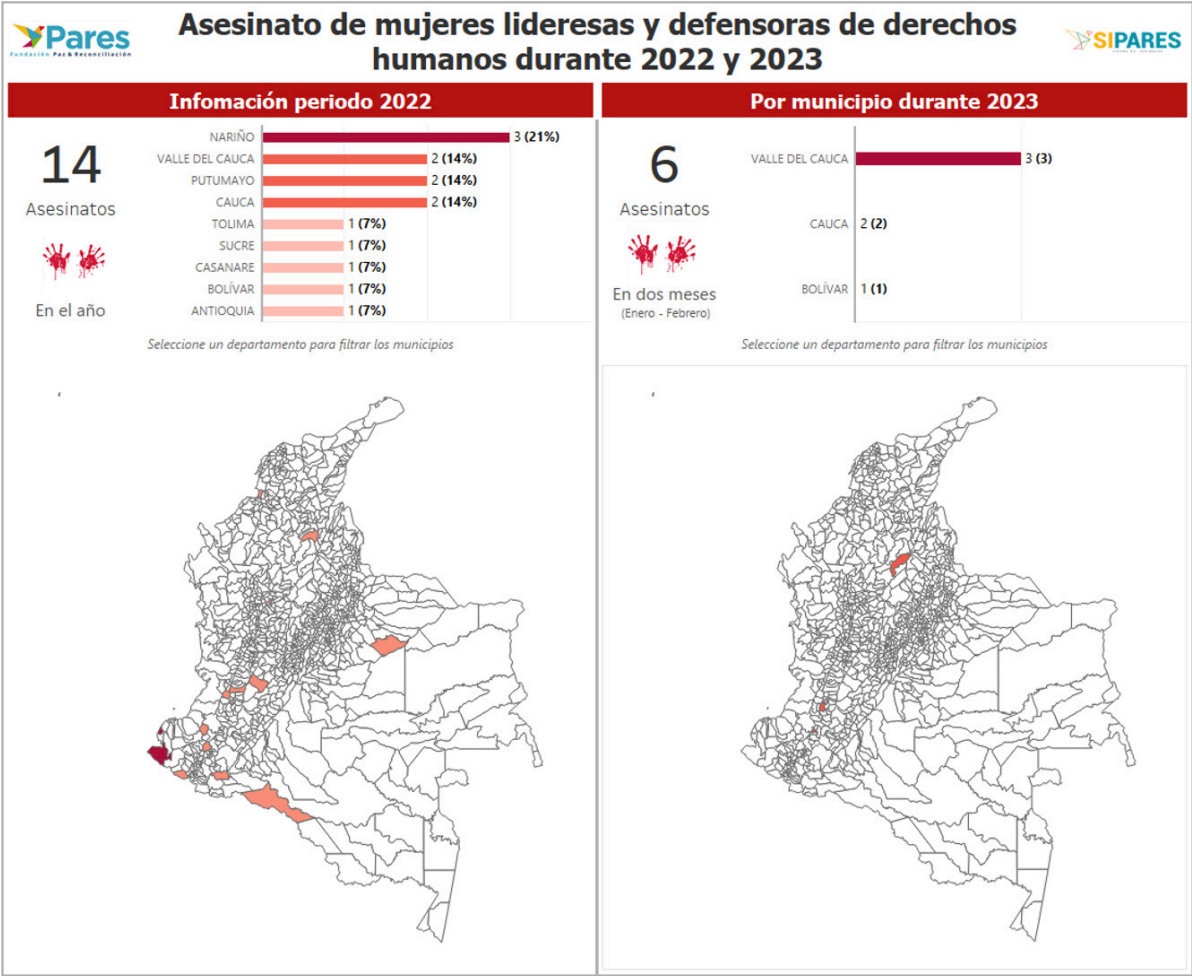 Asesinato de mujeres lideresas y defensoras de derechos
humanos durante 2022 y 2023
Pares
Fundación Paz & Reconciliación
SIPARES
Infomación periodo 2022
14
Asesinatos
En el año
NARIÑO 3 (21%)
VALLE DEL CAUCA 2 (14%)
PUTUMAYO 2 (14%)
CAUCA 2 (14%)
TOLIMA 1 (7%)
SUCRE 1 (7%)
CASANARE 1 (7%)
BOLÍVAR 1 (7%)
ANTIOQUIA 1 (7%)
Seleccione un departamento para filtrar los municipios
Por municipio durante 2023
6
Asesinatos
En dos meses
(Enero - Febrero)
VALLE DEL CAUCA 3 (3)
CAUCA 2 (2)
BOLÍVAR 1 (1)
Seleccione un departamento para filtrar los municipios